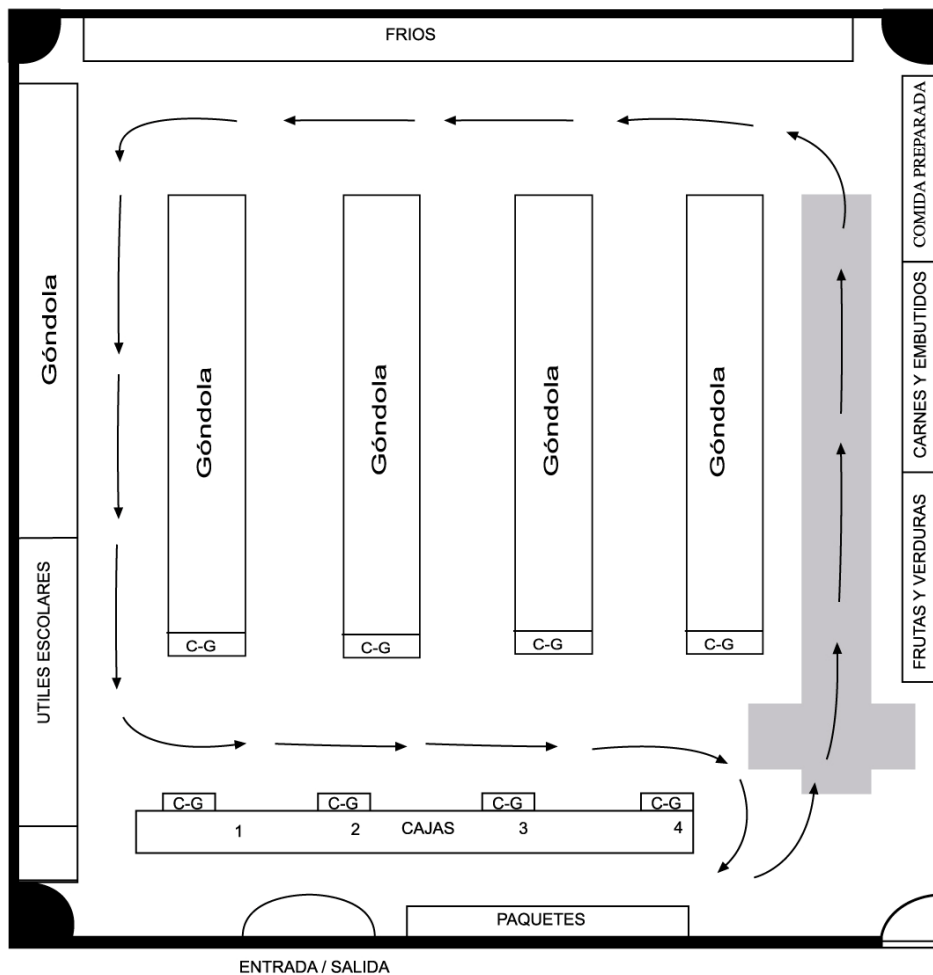 FRIOS
COMIDA PREPARADA
CARNES Y EMBUTIDOS
FRUTAS Y VERDURAS
Góndola
Góndola
Góndola
Góndola
Góndola
UTILES ESCOLARES
C-G
C-G
C-G
C-G
C-G
C-G
C-G
C-G
1
2
CAJAS
3
4
PAQUETES
ENTRADA / SALIDA